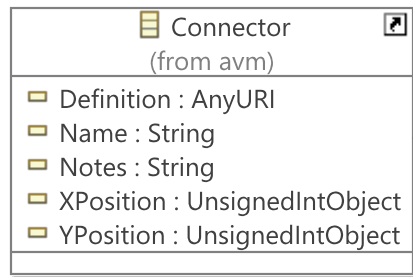 Connector
(from avm)
Definition : AnyURI
Name : String
Notes : String
XPosition : UnsignedIntObject
YPosition : UnsignedIntObject